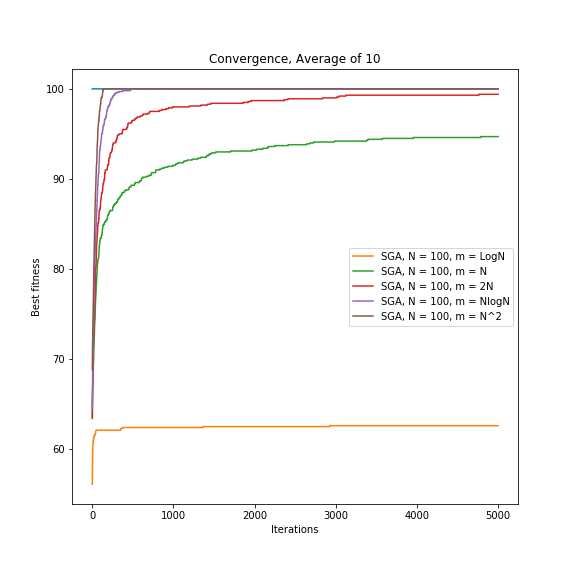 Convergence, Average of 10
100
90
80
70
60
Best fitness
SGA, N = 100, m = LogN
SGA, N = 100, m = N
SGA, N = 100, m = 2N
SGA, N = 100, m = NlogN
SGA, N = 100, m = N^2
0 1000 2000 3000 4000 5000
Iterations